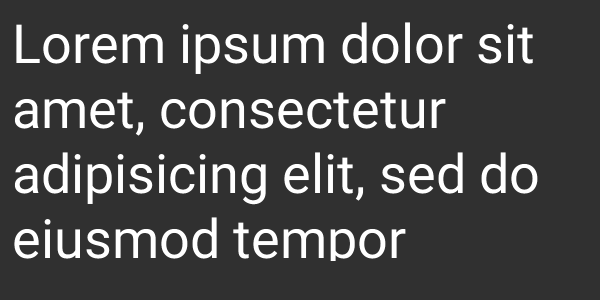 Lorem ipsum dolor sit
amet, consectetur
adipisicing elit, sed do
eiusmod tempor